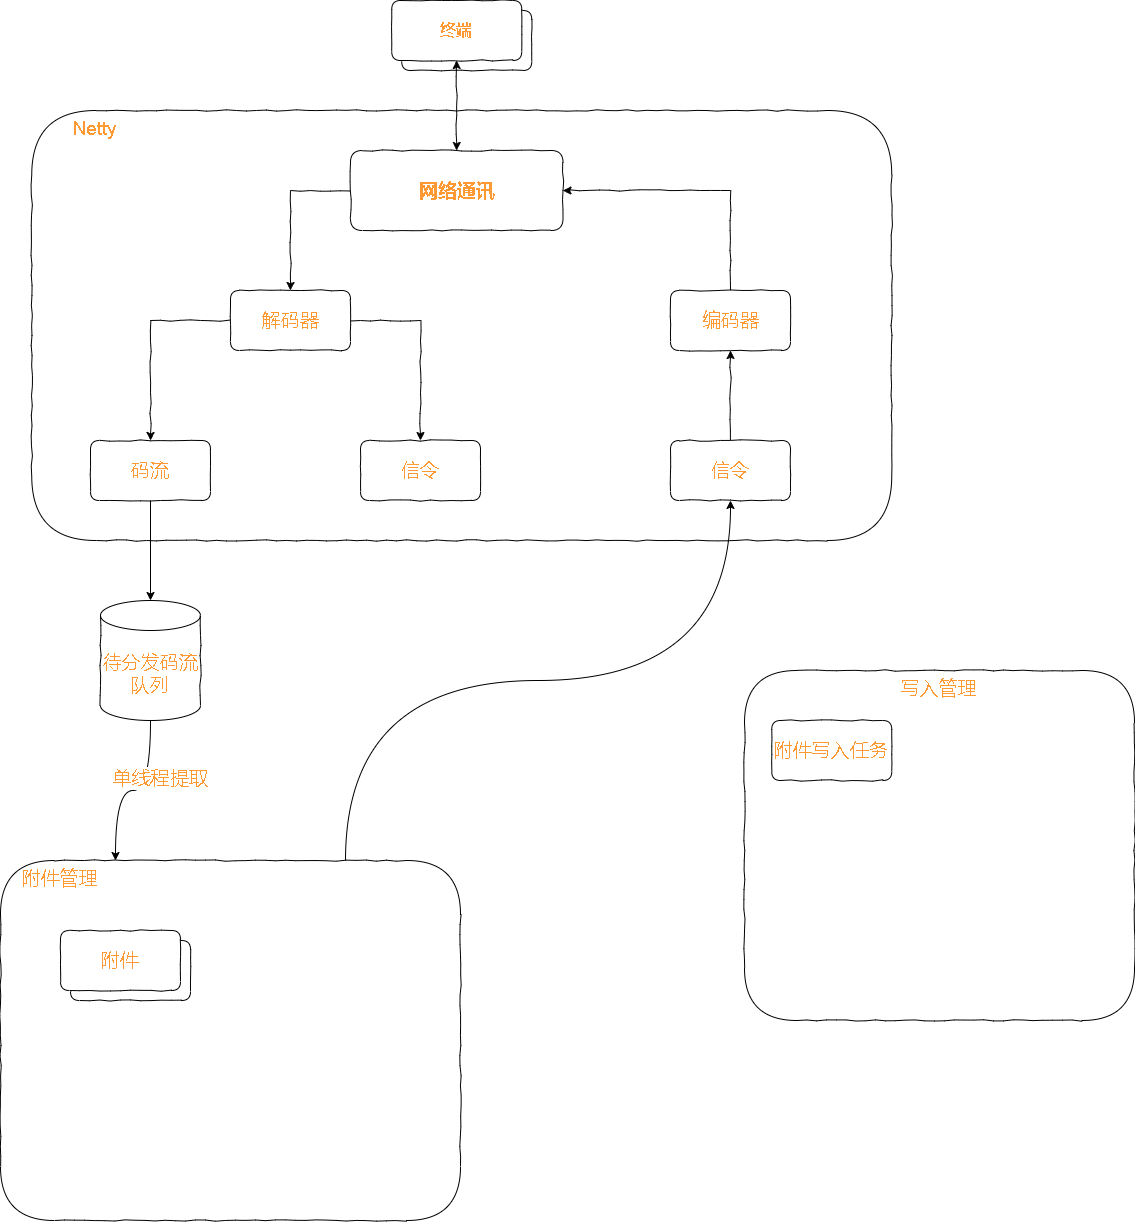 终端
Netty
网络通讯
解码器
编码器
码流
信令
信令
待分发码流
队列
写入管理
附件写入任务
单线程提取
附件管理
附件